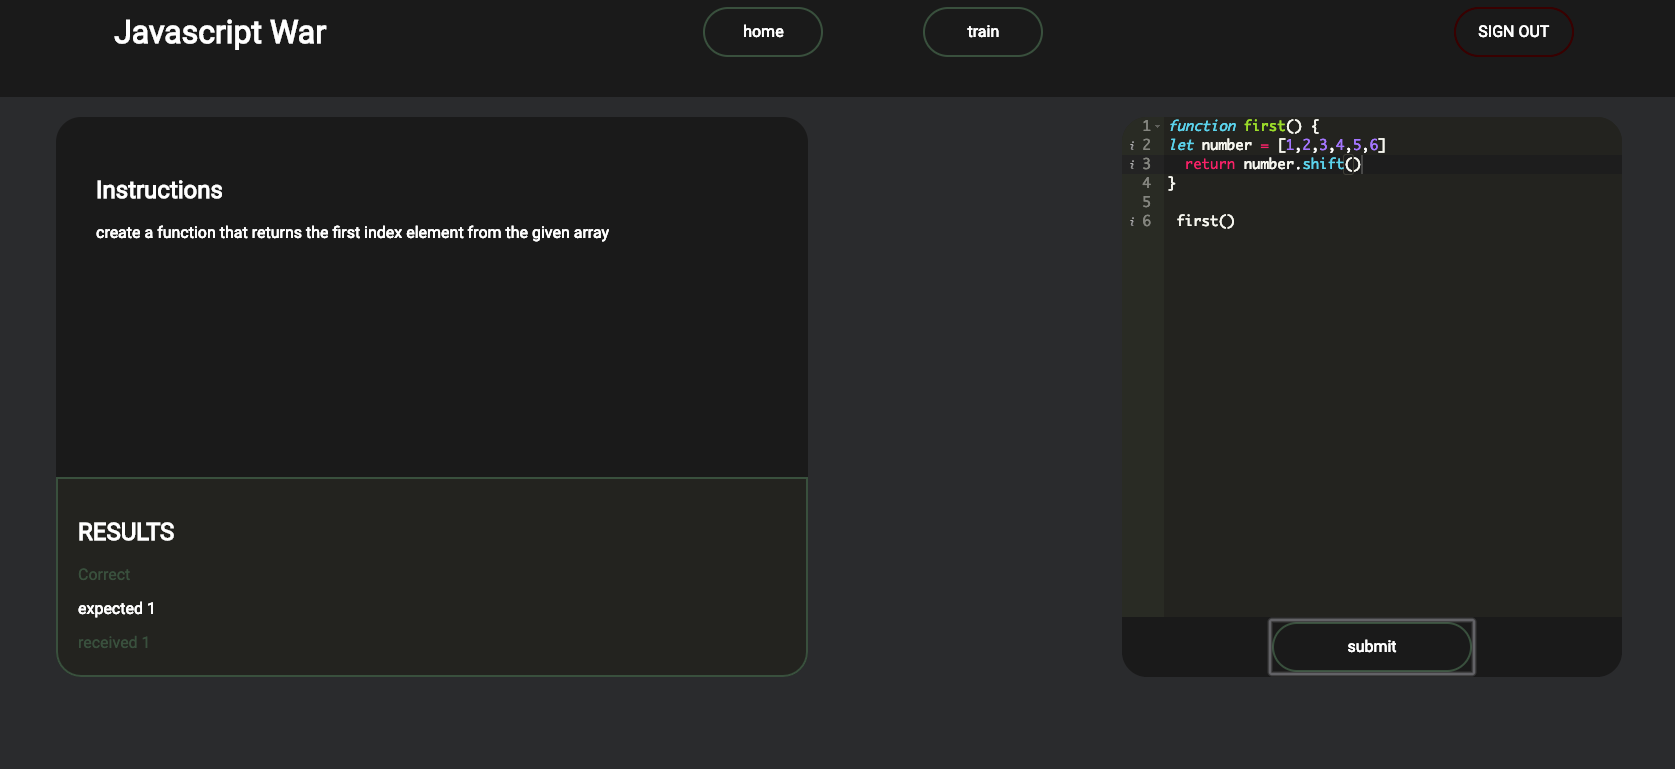 Javascript War
home
train
SIGN OUT
Instructions
create a function that returns the first index element from the given array
RESULTS
Correct
expected 1
received 1
1 function first() {
i 2 let number = [1,2,3,4,5,6]
i 3 return number.shift()
4 }
5
i 6 first()
submit